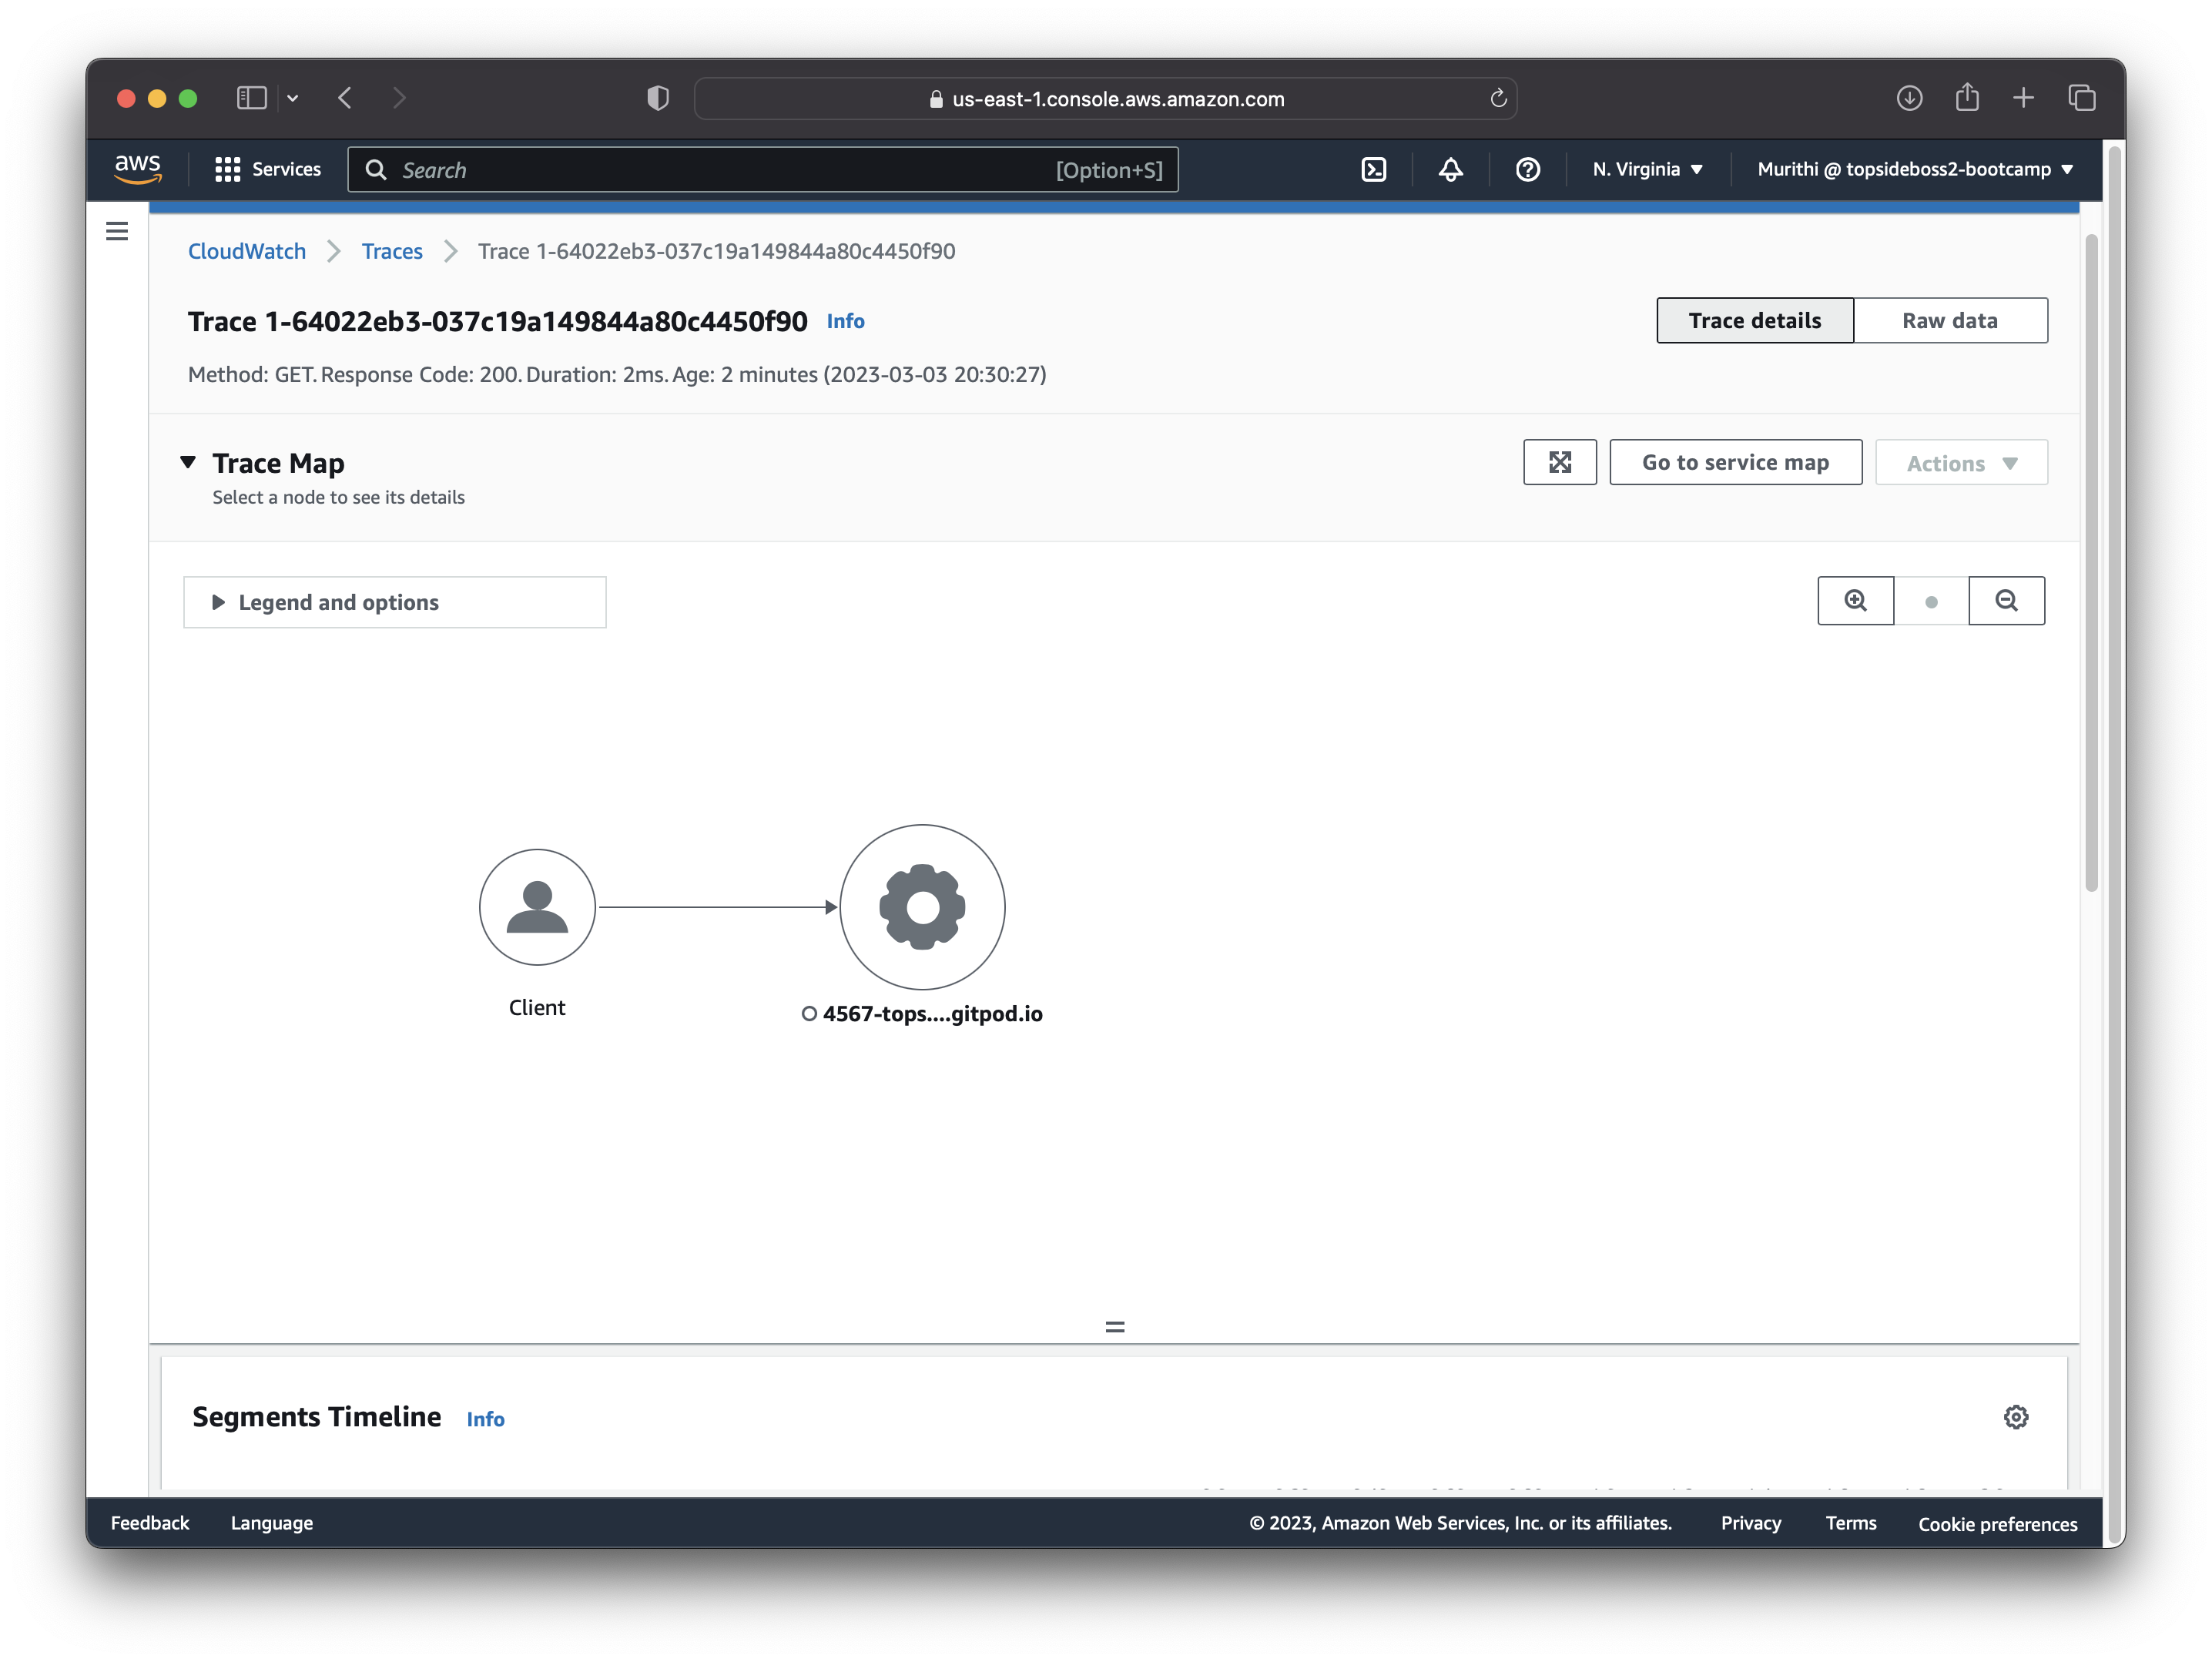 us-east-1.console.aws.amazon.com
aws
Services
Search
[Option+S]
N. Virginia
Murithi @ topsideboss2-bootcamp
CloudWatch
Traces
Trace 1-64022eb3-037c19a149844a80c4450f90
Trace 1-64022eb3-037c19a149844a80c4450f90
Info
Trace details
Raw data
Method: GET. Response Code: 200. Duration: 2ms. Age: 2 minutes (2023-03-03 20:30:27)
Trace Map
Go to service map
Actions
Select a node to see its details
Legend and options
Client
4567-tops....gitpod.io
Segments Timeline
Info
Feedback
Language
© 2023, Amazon Web Services, Inc. or its affiliates.
Privacy
Terms
Cookie preferences